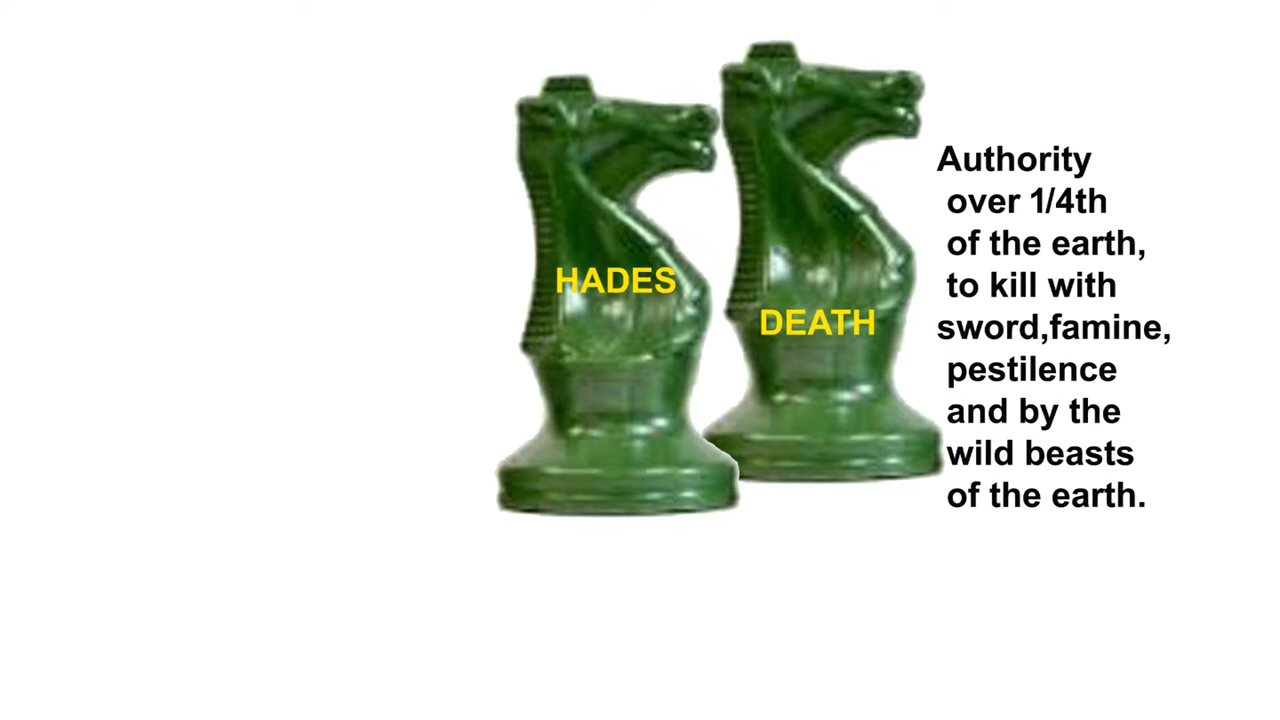 HADES
DEATH
Authority
over 1/4th
of the earth,
to kill with
sword,famine,
pestilence
and by the
wild beasts
of the earth.